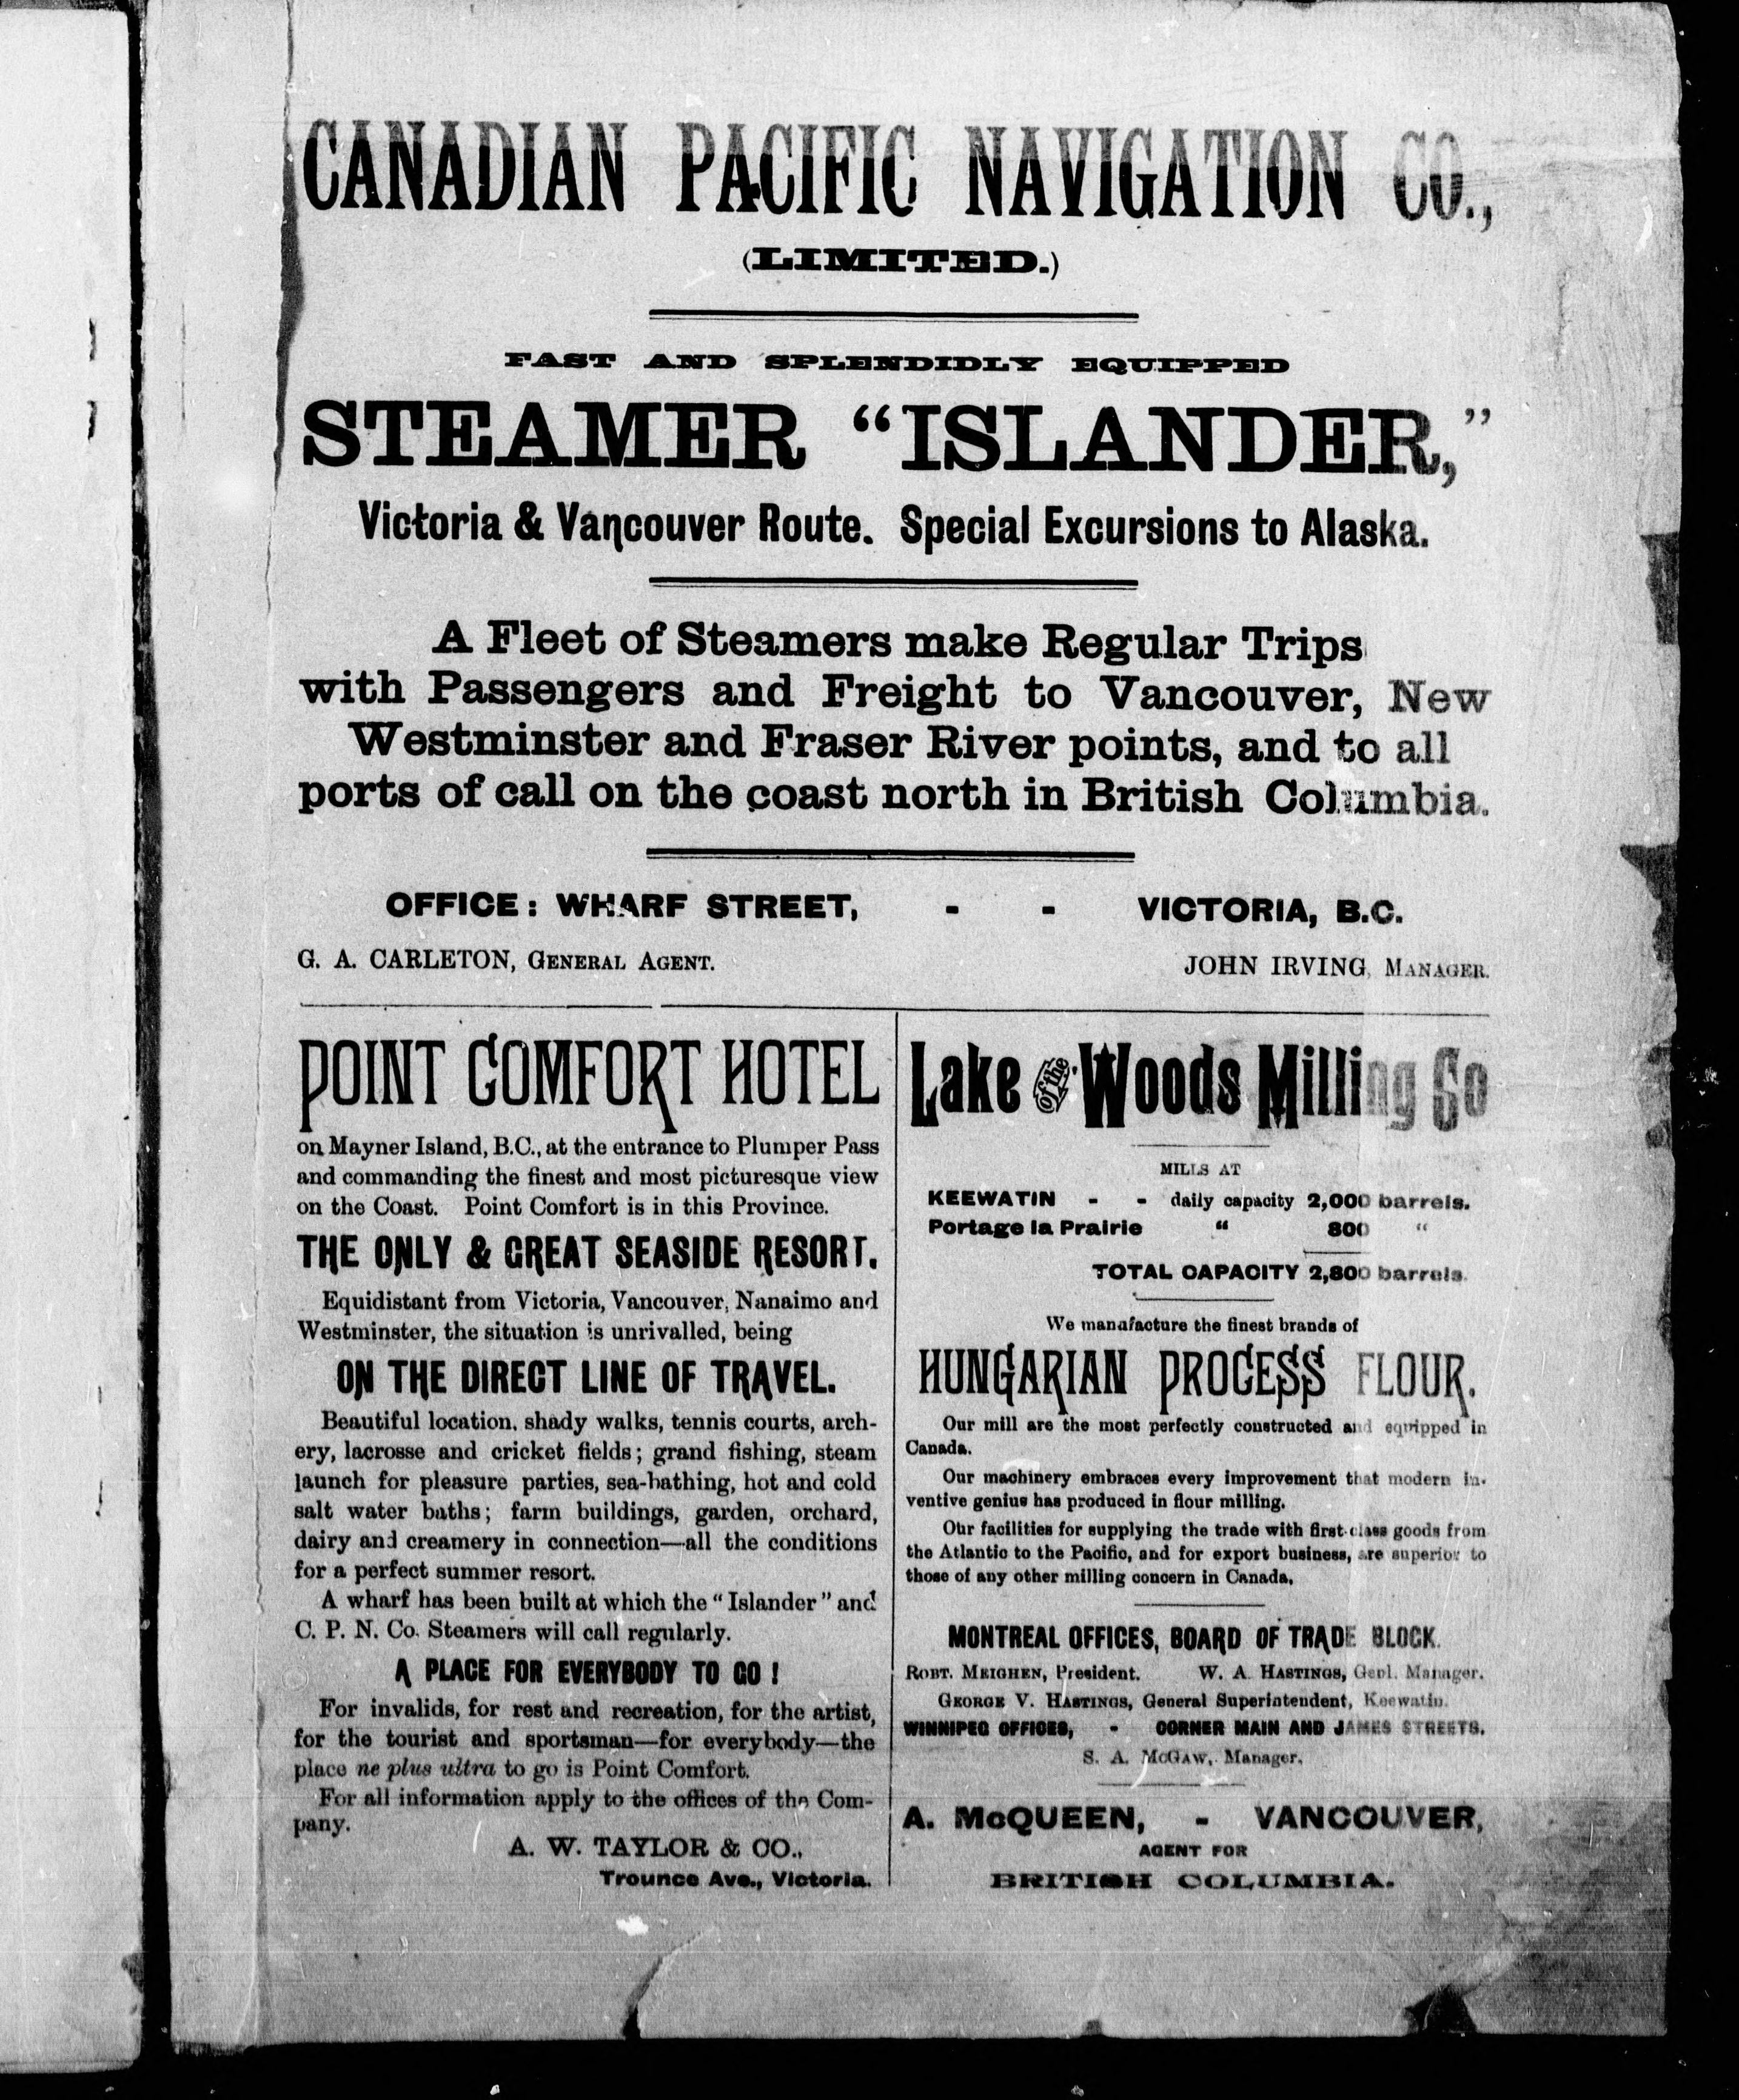 CANADIAN PACIFIC NAVIGATION CO.,
(LIMITED.)
FAST AND SPLENDIDLY EQUIPPED
STEAMER "ISLANDER,"
Victoria & Vancouver Route. Special Excursions to Alaska.
A Fleet of Steamers make Regular Trips
with Passengers and Freight to Vancouver, New
Westminster and Fraser River points, and to all
ports of call on the coast north in British Columbia.
OFFICE: WHARF STREET, - - VICTORIA, B.C.
G. A. CARLETON, GENERAL AGENT. JOHN IRVING, MANAGER.
POINT COMFORT HOTEL
on Mayner Island, B.C., at the entrance to Plumper Pass
and commanding the finest and most picturesque view
on the Coast. Point Comfort is in this Province.
THE ONLY & GREAT SEASIDE RESORT.
Equidistant from Victoria, Vancouver, Nanaimo and
Westminster, the situation is unrivalled, being
ON THE DIRECT LINE OF TRAVEL.
Beautiful location, shady walks, tennis courts, arch-
ery, lacrosse and cricket fields; grand fishing, steam
launch for pleasure parties, sea-bathing, hot and cold
salt water baths; farm buildings, garden, orchard,
dairy and creamery in connection—all the conditions
for a perfect summer resort.
A wharf has been built at which the "Islander" and
C. P. N. Co. Steamers will call regularly.
A PLACE FOR EVERYBODY TO GO!
For invalids, for rest and recreation, for the artist,
for the tourist and sportsman—for everybody—the
place ne plus ultra to go is Point Comfort.
For all information apply to the offices of the Com-
pany.
A. W. TAYLOR & CO.,
Trounce Ave., Victoria.
Lake of the Woods Milling Co
MILLS AT
KEEWATIN - - daily capacity 2,000 barrels.
Portage la Prairie " 800 "
TOTAL CAPACITY 2,800 barrels.
We manufacture the finest brands of
HUNGARIAN PROCESS FLOUR.
Our mill are the most perfectly constructed and equipped in
Canada.
Our machinery embraces every improvement that modern in-
ventive genius has produced in flour milling.
Our facilities for supplying the trade with first-class goods from
the Atlantic to the Pacific, and for export business, are superior to
those of any other milling concern in Canada.
MONTREAL OFFICES, BOARD OF TRADE BLOCK.
ROBT. MEIGHEN, President. W. A. HASTINGS, Genl. Manager.
GEORGE V. HASTINGS, General Superintendent, Keewatin.
WINNIPEG OFFICES, - CORNER MAIN AND JAMES STREETS.
S. A. McGAW, Manager.
A. McQUEEN, - VANCOUVER,
AGENT FOR
BRITISH COLUMBIA.